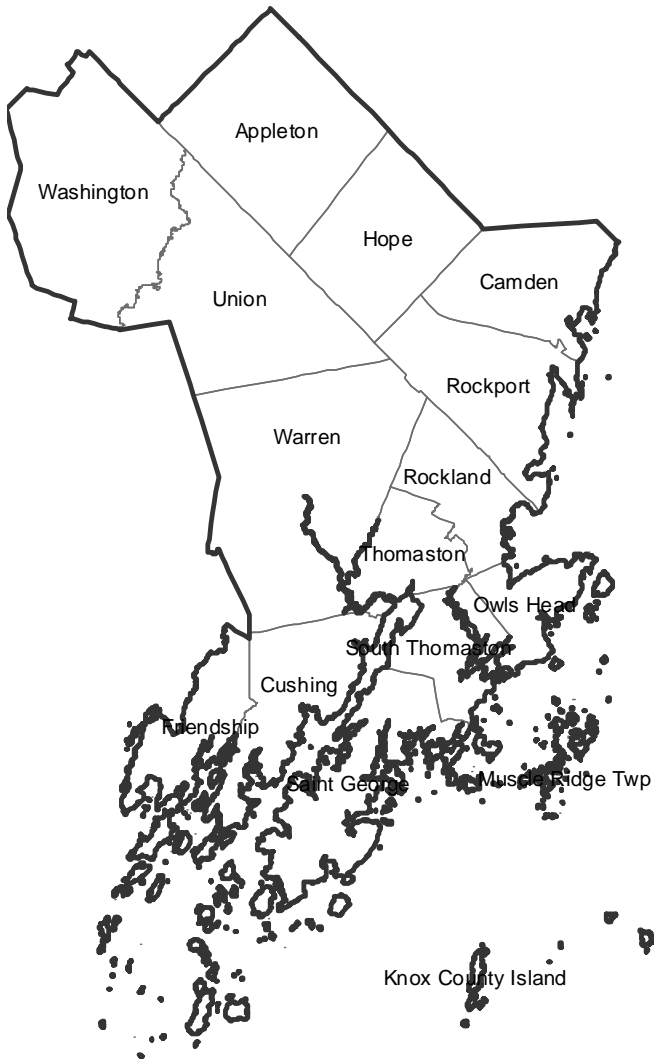 Appleton
Washington
Hope
Camden
Union
Rockport
Warren
Rockland
Thomaston
Owls Head
South Thomaston
Cushing
Friendship
Saint George
Muscle Ridge Twp
Knox County Island